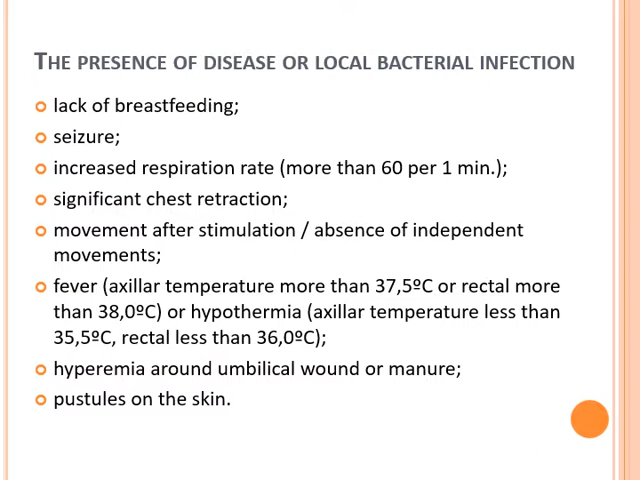 THE PRESENCE OF DISEASE OR LOCAL BACTERIAL INFECTION
lack of breastfeeding;
seizure;
increased respiration rate (more than 60 per 1 min.);
significant chest retraction;
movement after stimulation / absence of independent
movements;
fever (axillar temperature more than 37,5ºC or rectal more
than 38,0ºC) or hypothermia (axillar temperature less than
35,5ºC, rectal less than 36,0ºC);
hyperemia around umbilical wound or manure;
pustules on the skin.